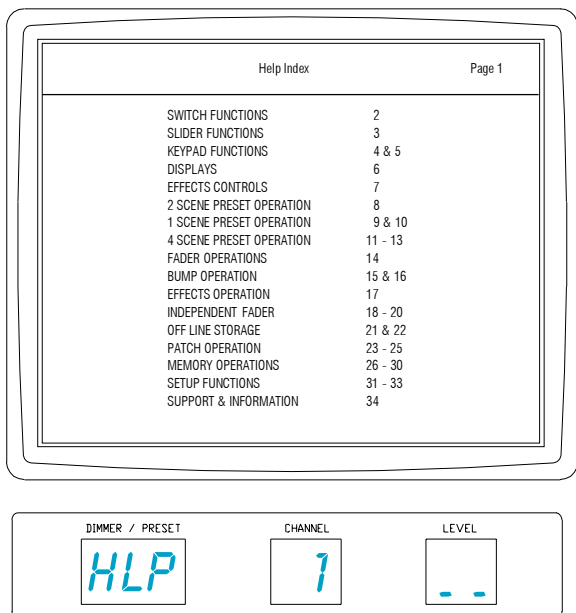 Help Index Page 1
SWITCH FUNCTIONS 2
SLIDER FUNCTIONS 3
KEYPAD FUNCTIONS 4 & 5
DISPLAYS 6
EFFECTS CONTROLS 7
2 SCENE PRESET OPERATION 8
1 SCENE PRESET OPERATION 9 & 10
4 SCENE PRESET OPERATION 11 - 13
FADER OPERATIONS 14
BUMP OPERATION 15 & 16
EFFECTS OPERATION 17
INDEPENDENT FADER 18 - 20
OFF LINE STORAGE 21 & 22
PATCH OPERATION 23 - 25
MEMORY OPERATIONS 26 - 30
SETUP FUNCTIONS 31 - 33
SUPPORT & INFORMATION 34
DIMMER / PRESET CHANNEL LEVEL
HLP 1 _ _